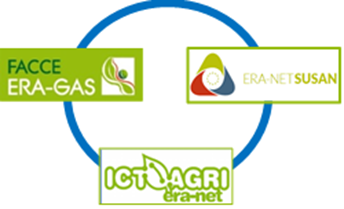 FACCE
ERA-GAS
ERA-NET SUSAN
ICT-AGRI
era-net